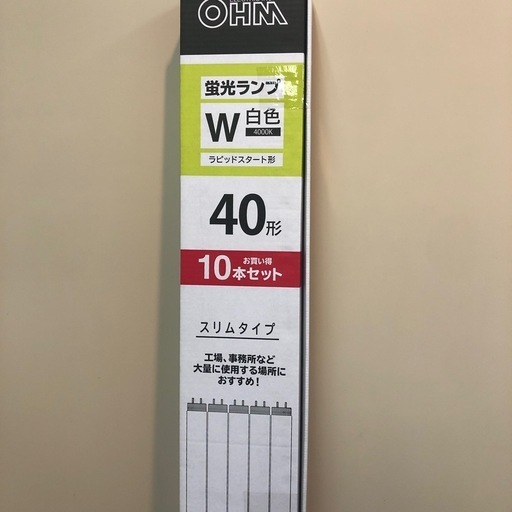 OHM
蛍光ランプ
W 白色
4000K
ラピッドスタート形
40形
お買い得
10本セット
スリムタイプ
工場、事務所など
大量に使用する場所に
おすすめ！